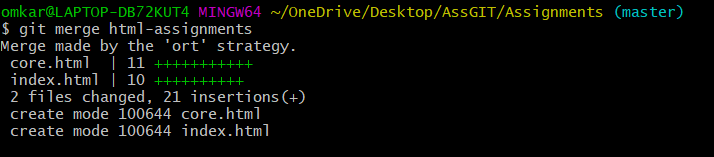 omkar@LAPTOP-DB72KUT4 MINGW64 ~/OneDrive/Desktop/AssGIT/Assignments (master)
$ git merge html-assignments
Merge made by the 'ort' strategy.
 core.html  | 11 +++++++++++
 index.html | 10 ++++++++++
 2 files changed, 21 insertions(+)
 create mode 100644 core.html
 create mode 100644 index.html